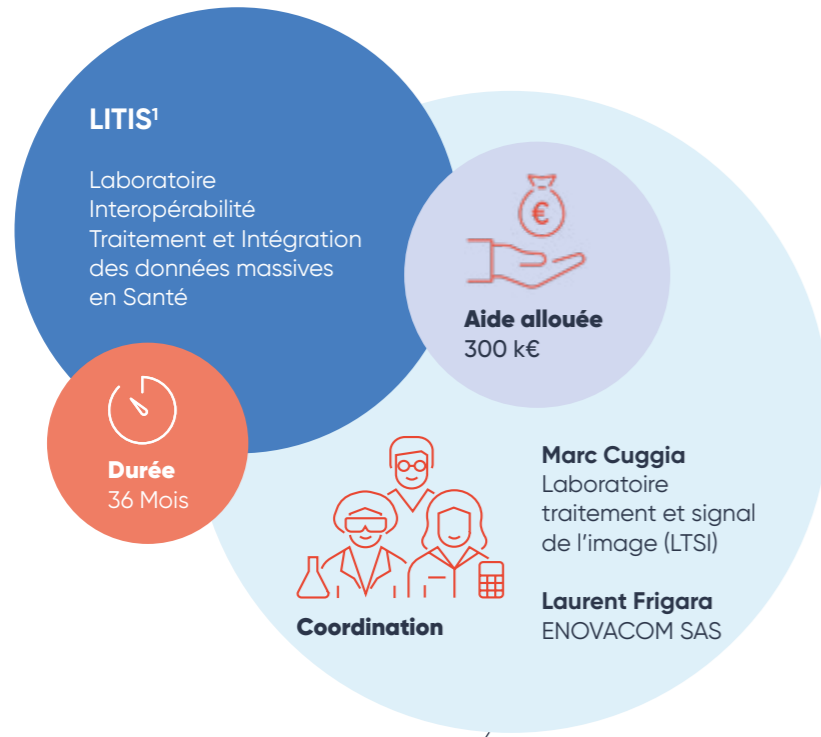 LITIS¹
Laboratoire
Interopérabilité
Traitement et Intégration
des données massives
en Santé
€
Aide allouée
300 k€
Durée
36 Mois
Coordination
Marc Cuggia
Laboratoire
traitement et signal
de l'image (LTSI)
Laurent Frigara
ENOVACOM SAS